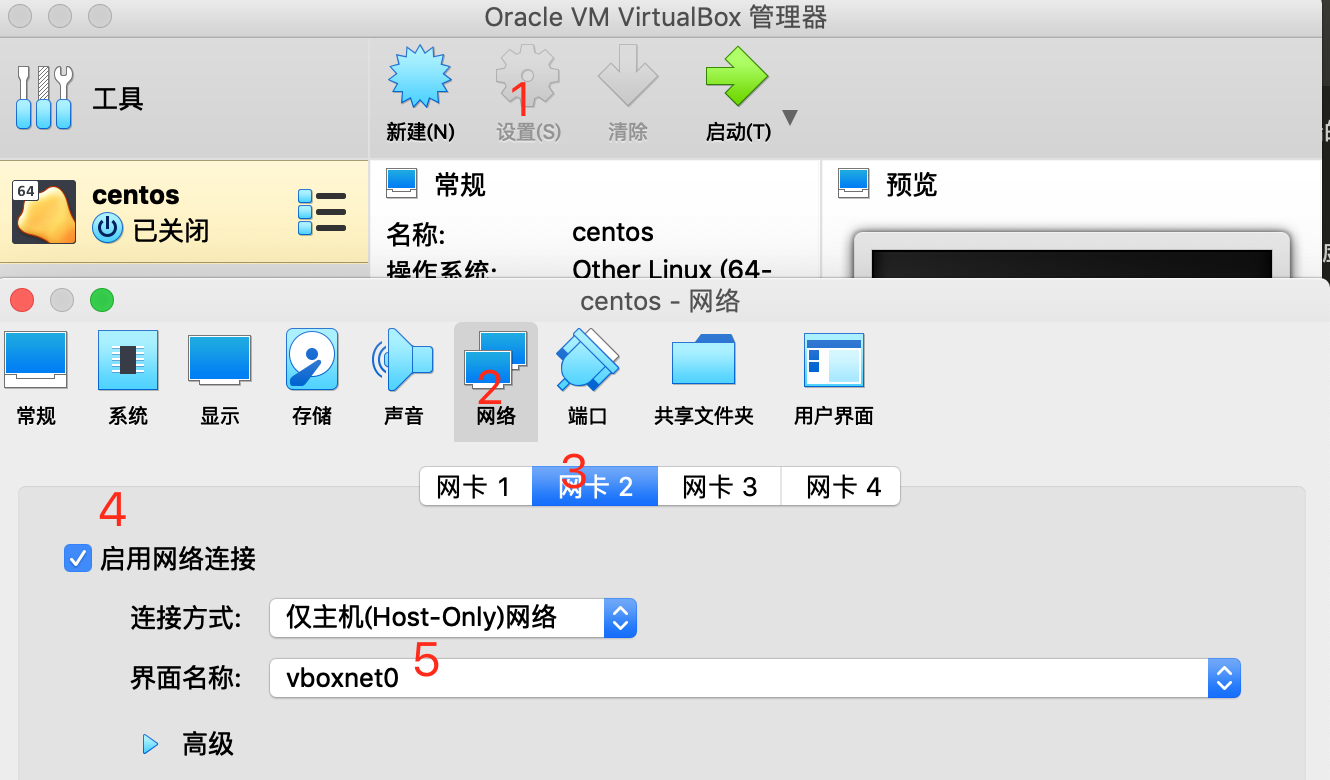 Oracle VM VirtualBox 管理器
工具
新建(N)
设置(S)
清除
启动(T)
1
64
centos
已关闭
常规
名称:
centos
操作系统:
Other Linux (64-
预览
centos - 网络
常规
系统
显示
存储
声音
网络
端口
共享文件夹
用户界面
2
3
网卡 1
网卡 2
网卡 3
网卡 4
4
启用网络连接
连接方式:
仅主机(Host-Only)网络
5
界面名称:
vboxnet0
高级